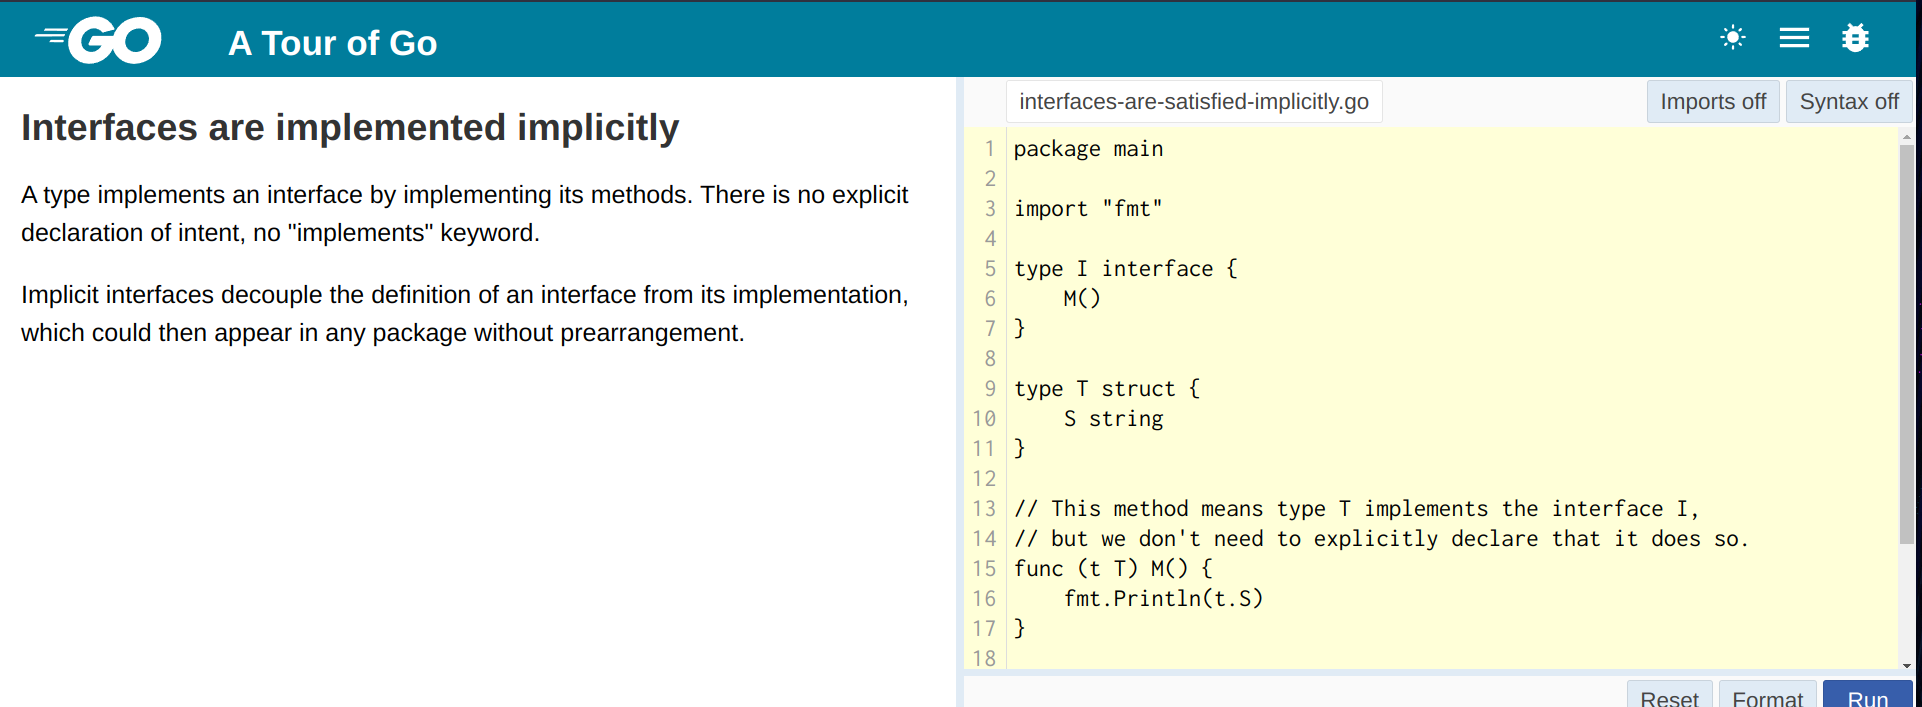 GO
A Tour of Go
Interfaces are implemented implicitly
A type implements an interface by implementing its methods. There is no explicit
declaration of intent, no "implements" keyword.
Implicit interfaces decouple the definition of an interface from its implementation,
which could then appear in any package without prearrangement.
interfaces-are-satisfied-implicitly.go
Imports off
Syntax off
1 package main
2
3 import "fmt"
4
5 type I interface {
6     M()
7 }
8
9 type T struct {
10     S string
11 }
12
13 // This method means type T implements the interface I,
14 // but we don't need to explicitly declare that it does so.
15 func (t T) M() {
16     fmt.Println(t.S)
17 }
18
Reset
Format
Run